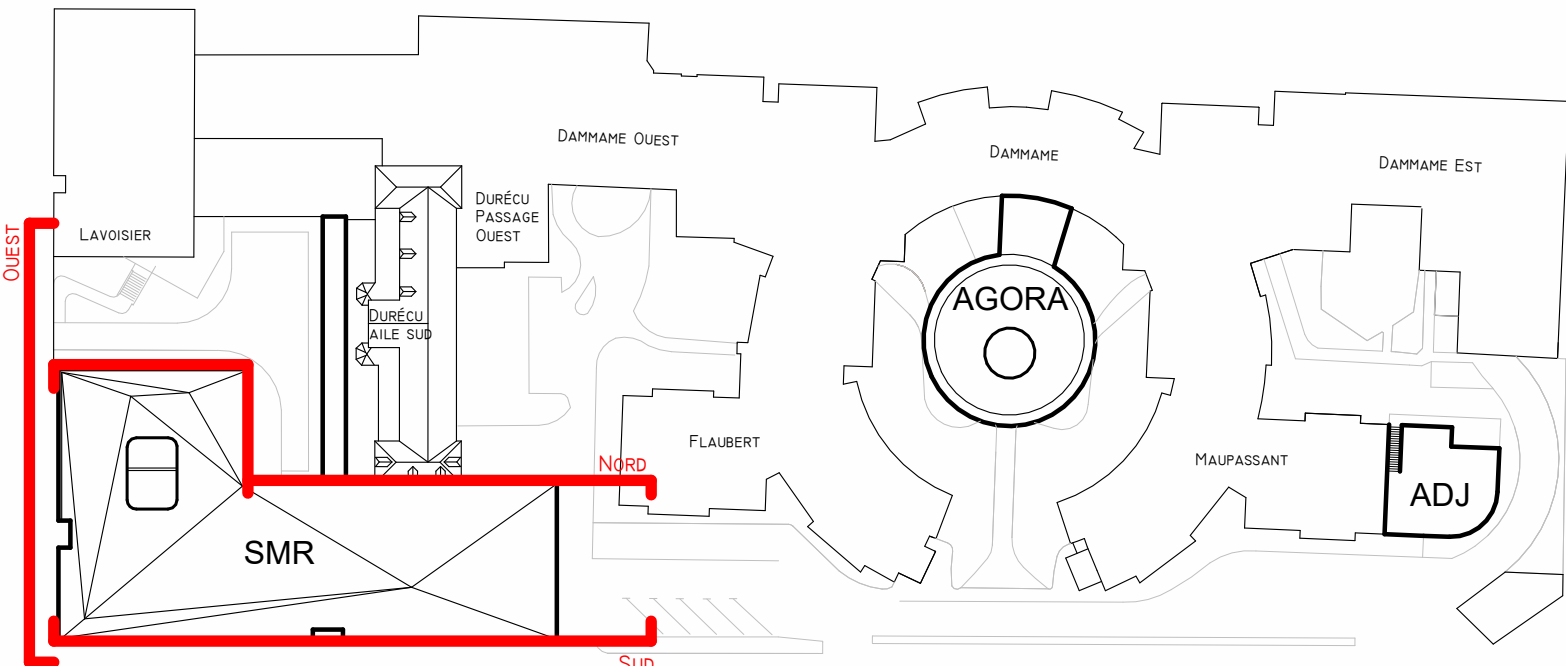 DAMMAME OUEST
DAMMAME
DAMMAME EST
DURÉCU
PASSAGE
OUEST
LAVOISIER
OUEST
AGORA
DURÉCU
AILE SUD
FLAUBERT
MAUPASSANT
NORD
ADJ
SMR
SUD